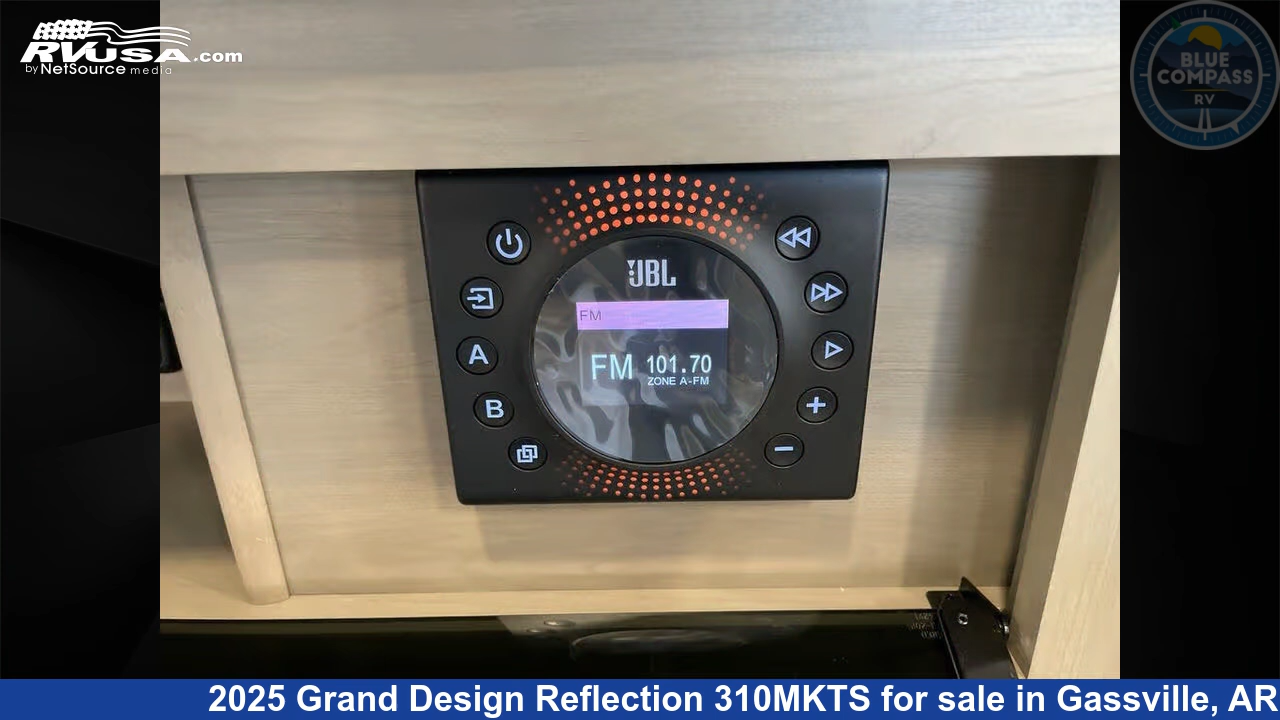 RVUSA.com
by NetSource media
BLUE
COMPASS
RV
JBL
FM
FM 101.70
ZONE A-FM
A
B
2025 Grand Design Reflection 310MKTS for sale in Gassville, AR